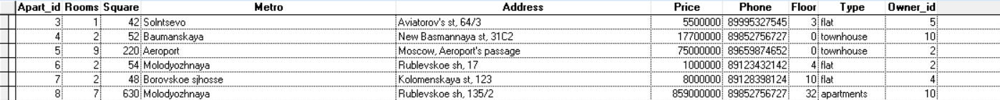 Apart_id Rooms Square Metro Address Price Phone Floor Type Owner_id
3 1 42 Solntsevo Aviatorov's st, 64/3 5500000 89995327545 3 flat 5
4 2 52 Baumanskaya New Basmannaya st, 31C2 17700000 89852756727 0 townhouse 10
5 9 220 Aeroport Moscow, Aeroport's passage 75000000 89659874652 0 townhouse 2
6 2 54 Molodyozhnaya Rublevskoe sh, 17 1000000 89123432142 4 flat 2
7 2 48 Borovskoe sjhosse Kolomenskaya st, 123 8000000 89128398124 10 flat 4
8 7 630 Molodyozhnaya Rublevskoe sh, 135/2 859000000 89852756727 32 apartments 10